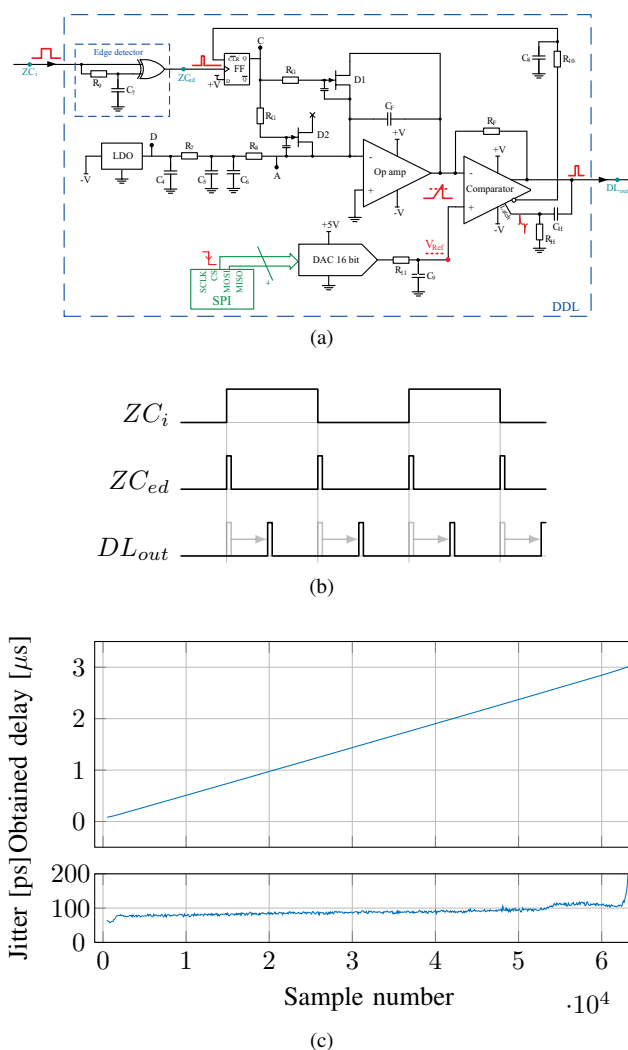 C
CLR Q
FF
D Q
+V
ZC_i
Edge detector
R_9
C_7
ZC_ed
R_G
D1
R_G
D2
C_F
C_8
R_10
R_F
+V
+V
D
LDO
-V
R_7
R_8
C_4
C_5
C_6
A
-
Op amp
+
-V
-
Comparator
+
Latch
-V
C_H
R_H
DL_out
+5V
DAC 16 bit
R_11
C_9
V_Ref
4
SCLK
CS
MOSI
MISO
SPI
DDL
(a)
ZC_i
ZC_ed
DL_out
(b)
Obtained delay [μs]
3
2
1
0
Jitter [ps]
200
100
0
0 1 2 3 4 5 6
Sample number
·10^4
(c)